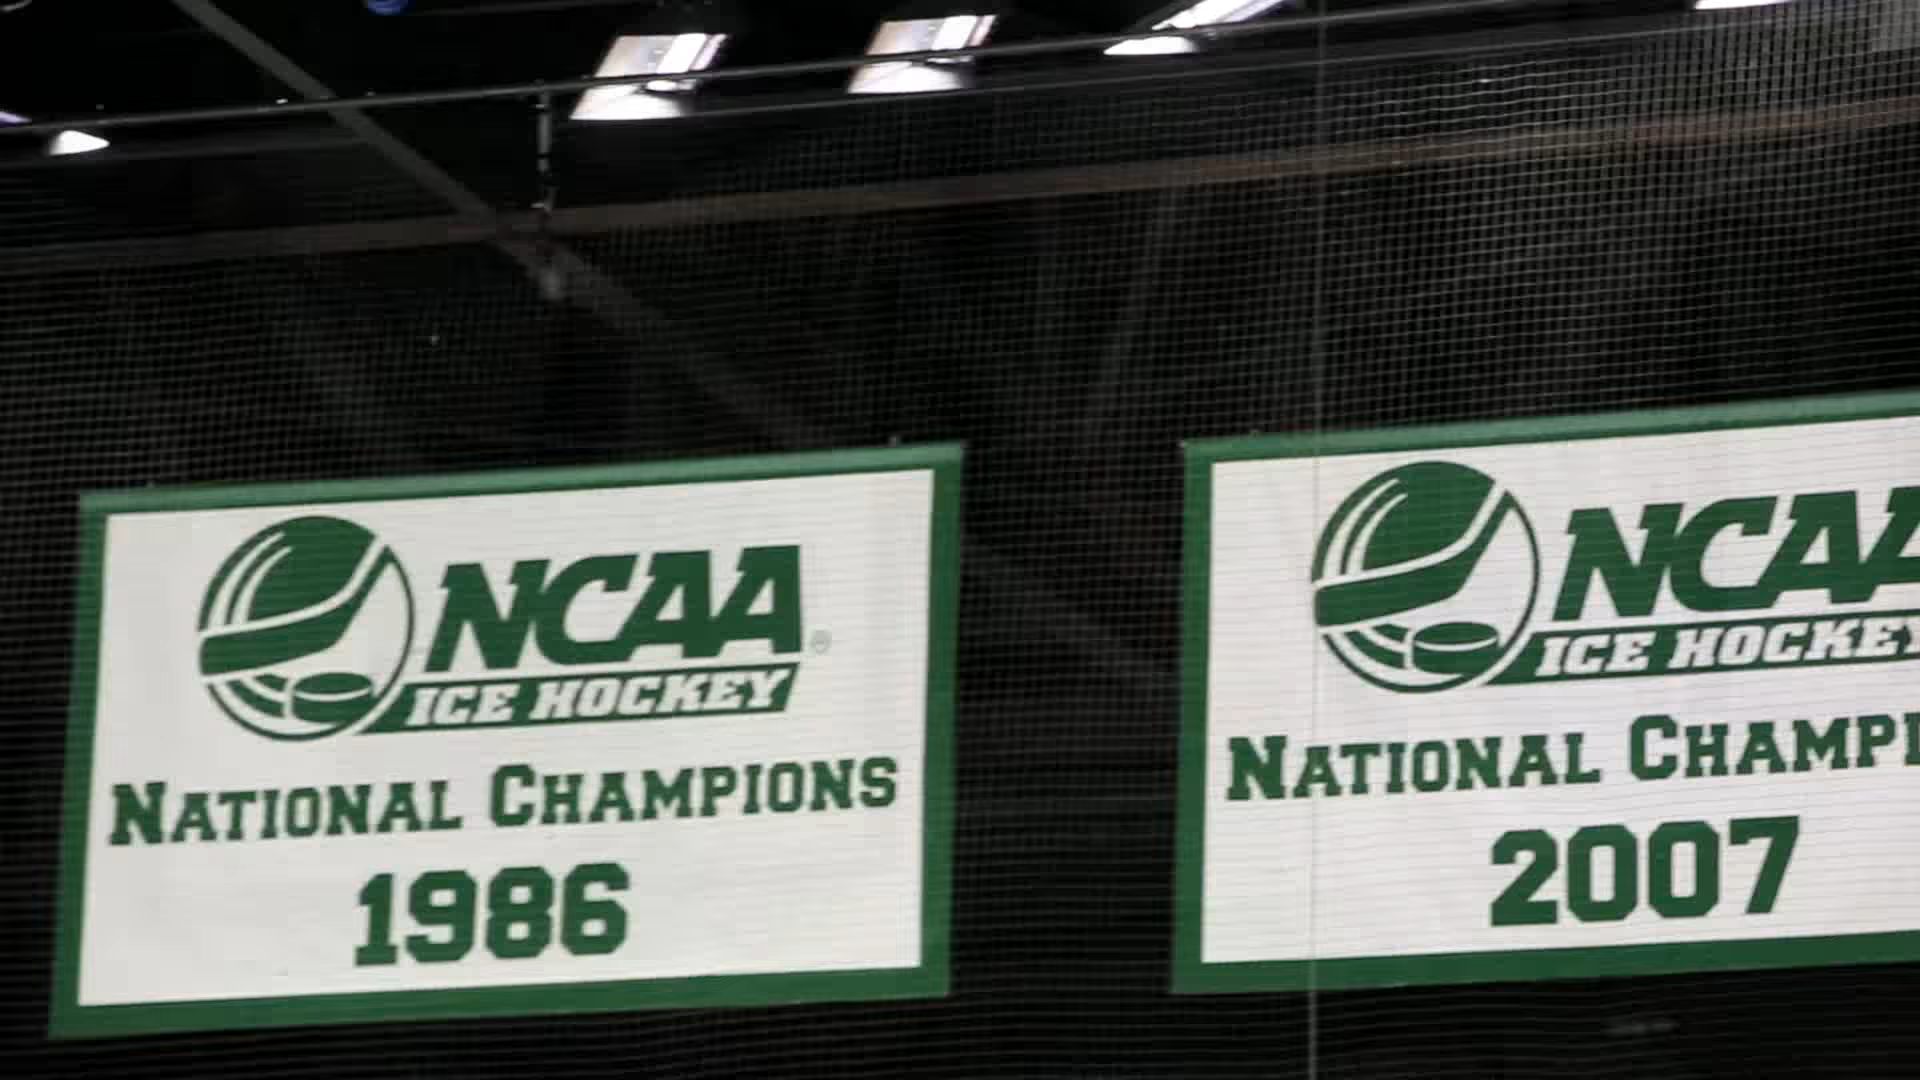 NCAA®
ICE HOCKEY
NATIONAL CHAMPIONS
1986
NCAA
ICE HOCKEY
NATIONAL CHAMPI
2007